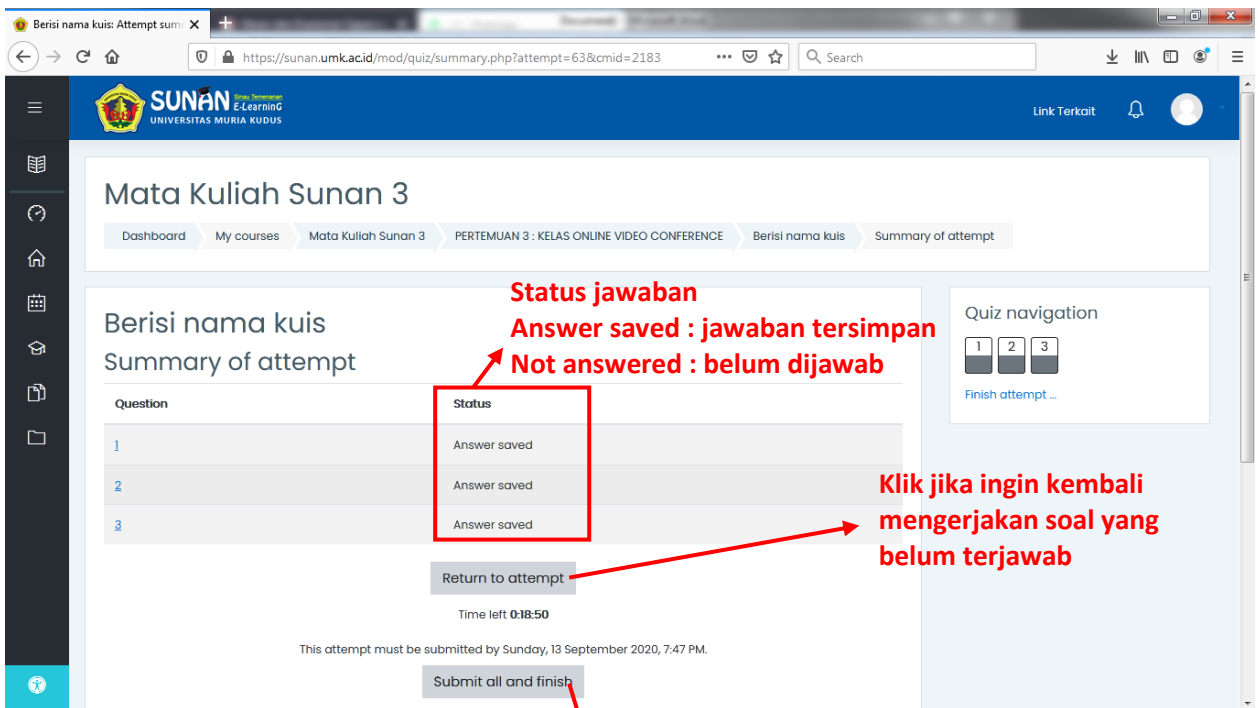 Berisi nama kuis: Attempt sum
https://sunan.umk.ac.id/mod/quiz/summary.php?attempt=63&cmid=2183
Search
SUNAN Sinau Temenanan E-Learning
UNIVERSITAS MURIA KUDUS
Link Terkait
Mata Kuliah Sunan 3
Dashboard My courses Mata Kuliah Sunan 3 PERTEMUAN 3 : KELAS ONLINE VIDEO CONFERENCE Berisi nama kuis Summary of attempt
Status jawaban
Answer saved : jawaban tersimpan
Not answered : belum dijawab
Berisi nama kuis
Summary of attempt
Quiz navigation
1 2 3
Finish attempt ...
Question Status
1 Answer saved
2 Answer saved
3 Answer saved
Klik jika ingin kembali
mengerjakan soal yang
belum terjawab
Return to attempt
Time left 0:18:50
This attempt must be submitted by Sunday, 13 September 2020, 7:47 PM.
Submit all and finish